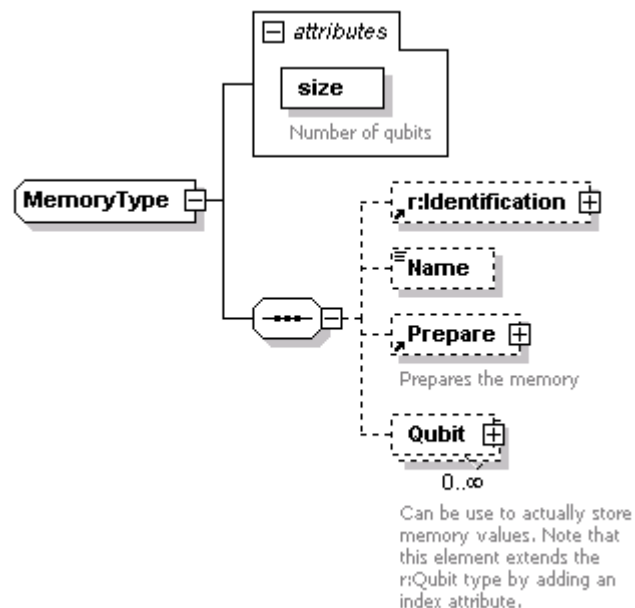 attributes
size
Number of qubits
MemoryType
r:Identification
Name
Prepare
Prepares the memory
Qubit
0..∞
Can be use to actually store
memory values. Note that
this element extends the
r:Qubit type by adding an
index attribute.